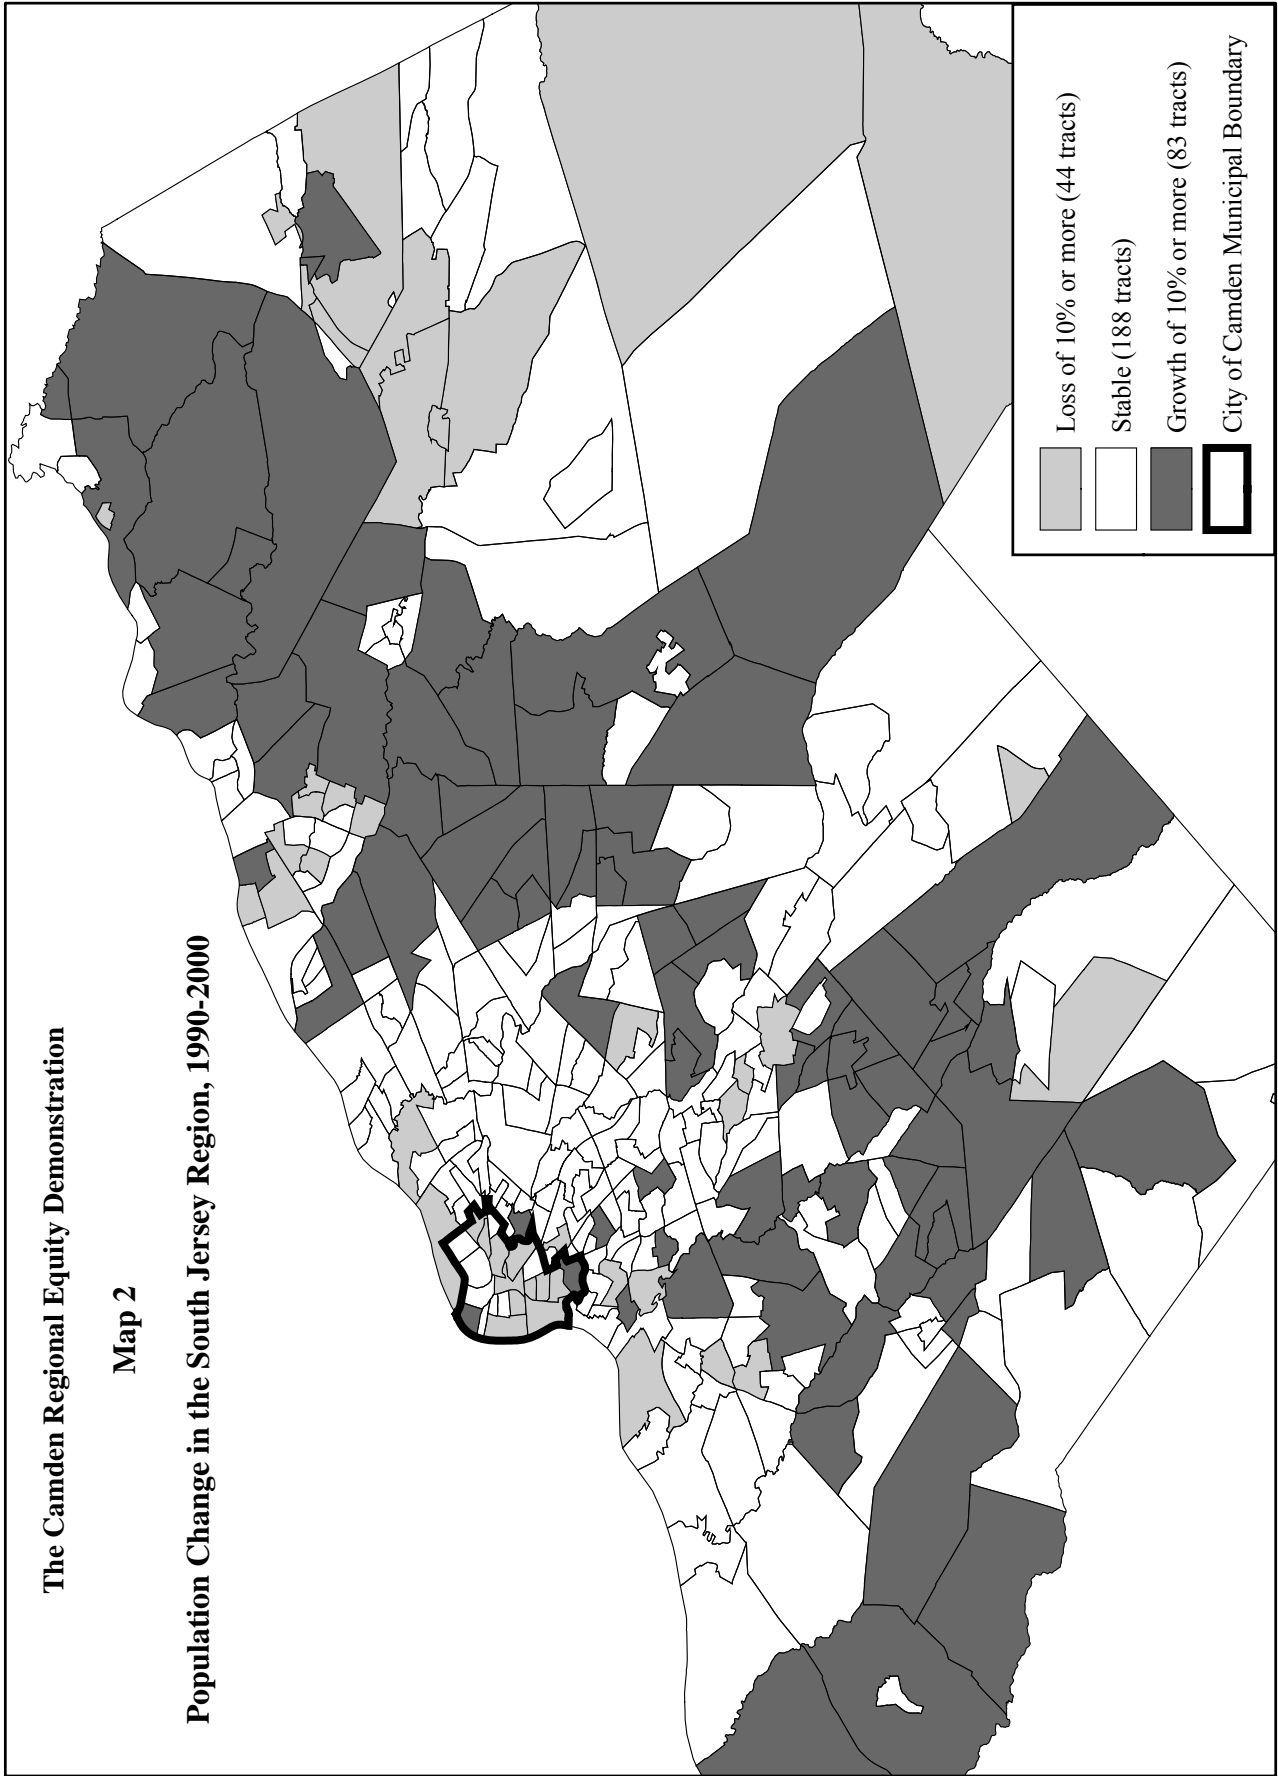 The Camden Regional Equity Demonstration
Map 2
Population Change in the South Jersey Region, 1990-2000
Loss of 10% or more (44 tracts)
Stable (188 tracts)
Growth of 10% or more (83 tracts)
City of Camden Municipal Boundary